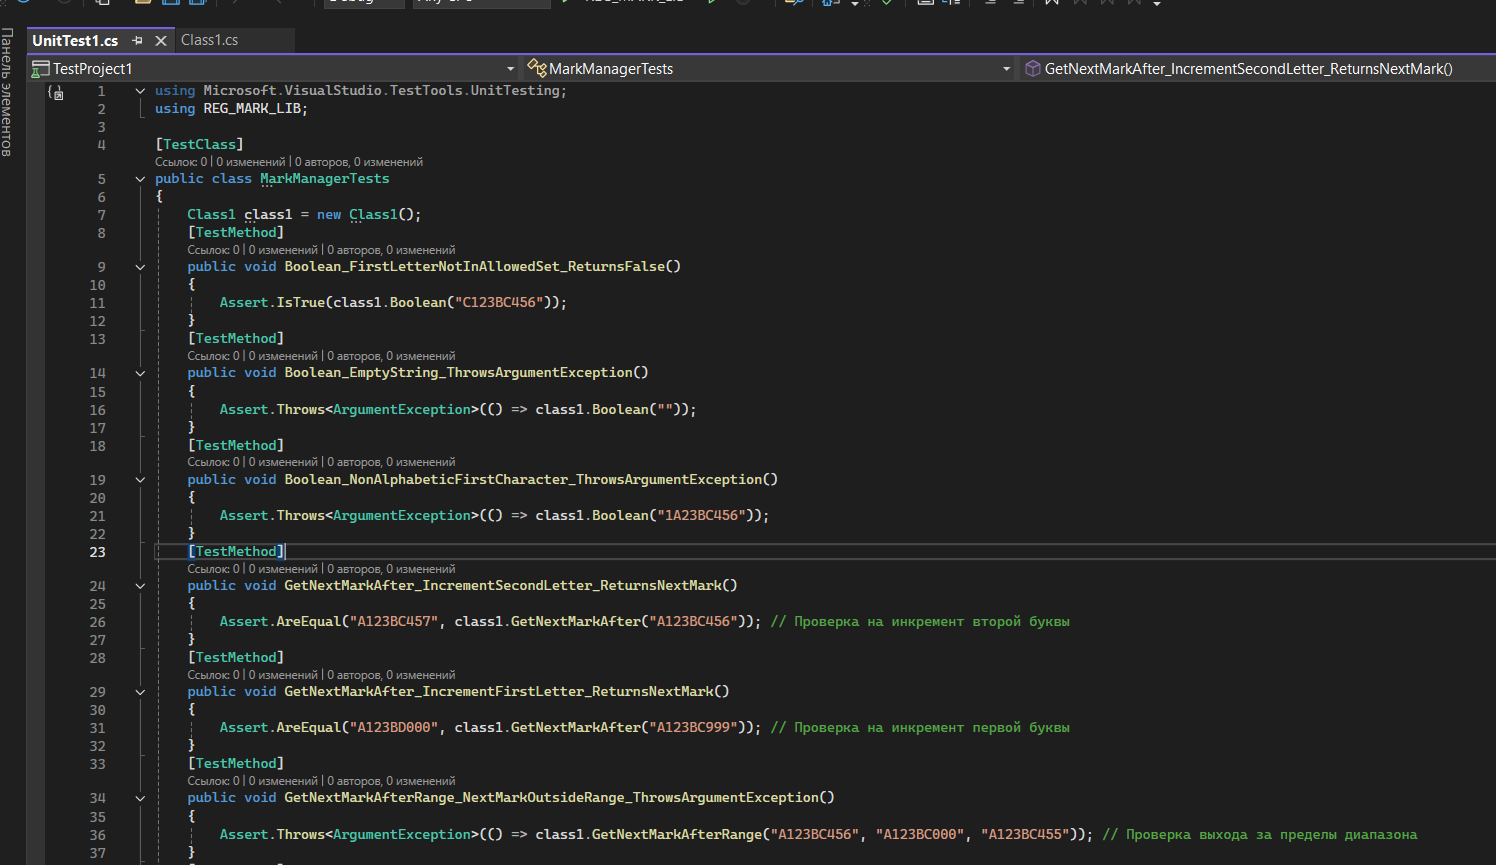 UnitTest1.cs Class1.cs
Панель элементов
TestProject1 MarkManagerTests GetNextMarkAfter_IncrementSecondLetter_ReturnsNextMark()
1 using Microsoft.VisualStudio.TestTools.UnitTesting;
2 using REG_MARK_LIB;
3
4 [TestClass]
Ссылок: 0 | 0 изменений | 0 авторов, 0 изменений
5 public class MarkManagerTests
6 {
7 Class1 class1 = new Class1();
8 [TestMethod]
Ссылок: 0 | 0 изменений | 0 авторов, 0 изменений
9 public void Boolean_FirstLetterNotInAllowedSet_ReturnsFalse()
10 {
11 Assert.IsTrue(class1.Boolean("C123BC456"));
12 }
13 [TestMethod]
Ссылок: 0 | 0 изменений | 0 авторов, 0 изменений
14 public void Boolean_EmptyString_ThrowsArgumentException()
15 {
16 Assert.Throws<ArgumentException>(() => class1.Boolean(""));
17 }
18 [TestMethod]
Ссылок: 0 | 0 изменений | 0 авторов, 0 изменений
19 public void Boolean_NonAlphabeticFirstCharacter_ThrowsArgumentException()
20 {
21 Assert.Throws<ArgumentException>(() => class1.Boolean("1A23BC456"));
22 }
23 [TestMethod]
Ссылок: 0 | 0 изменений | 0 авторов, 0 изменений
24 public void GetNextMarkAfter_IncrementSecondLetter_ReturnsNextMark()
25 {
26 Assert.AreEqual("A123BC457", class1.GetNextMarkAfter("A123BC456")); // Проверка на инкремент второй буквы
27 }
28 [TestMethod]
Ссылок: 0 | 0 изменений | 0 авторов, 0 изменений
29 public void GetNextMarkAfter_IncrementFirstLetter_ReturnsNextMark()
30 {
31 Assert.AreEqual("A123BD000", class1.GetNextMarkAfter("A123BC999")); // Проверка на инкремент первой буквы
32 }
33 [TestMethod]
Ссылок: 0 | 0 изменений | 0 авторов, 0 изменений
34 public void GetNextMarkAfterRange_NextMarkOutsideRange_ThrowsArgumentException()
35 {
36 Assert.Throws<ArgumentException>(() => class1.GetNextMarkAfterRange("A123BC456", "A123BC000", "A123BC455")); // Проверка выхода за пределы диапазона
37 }